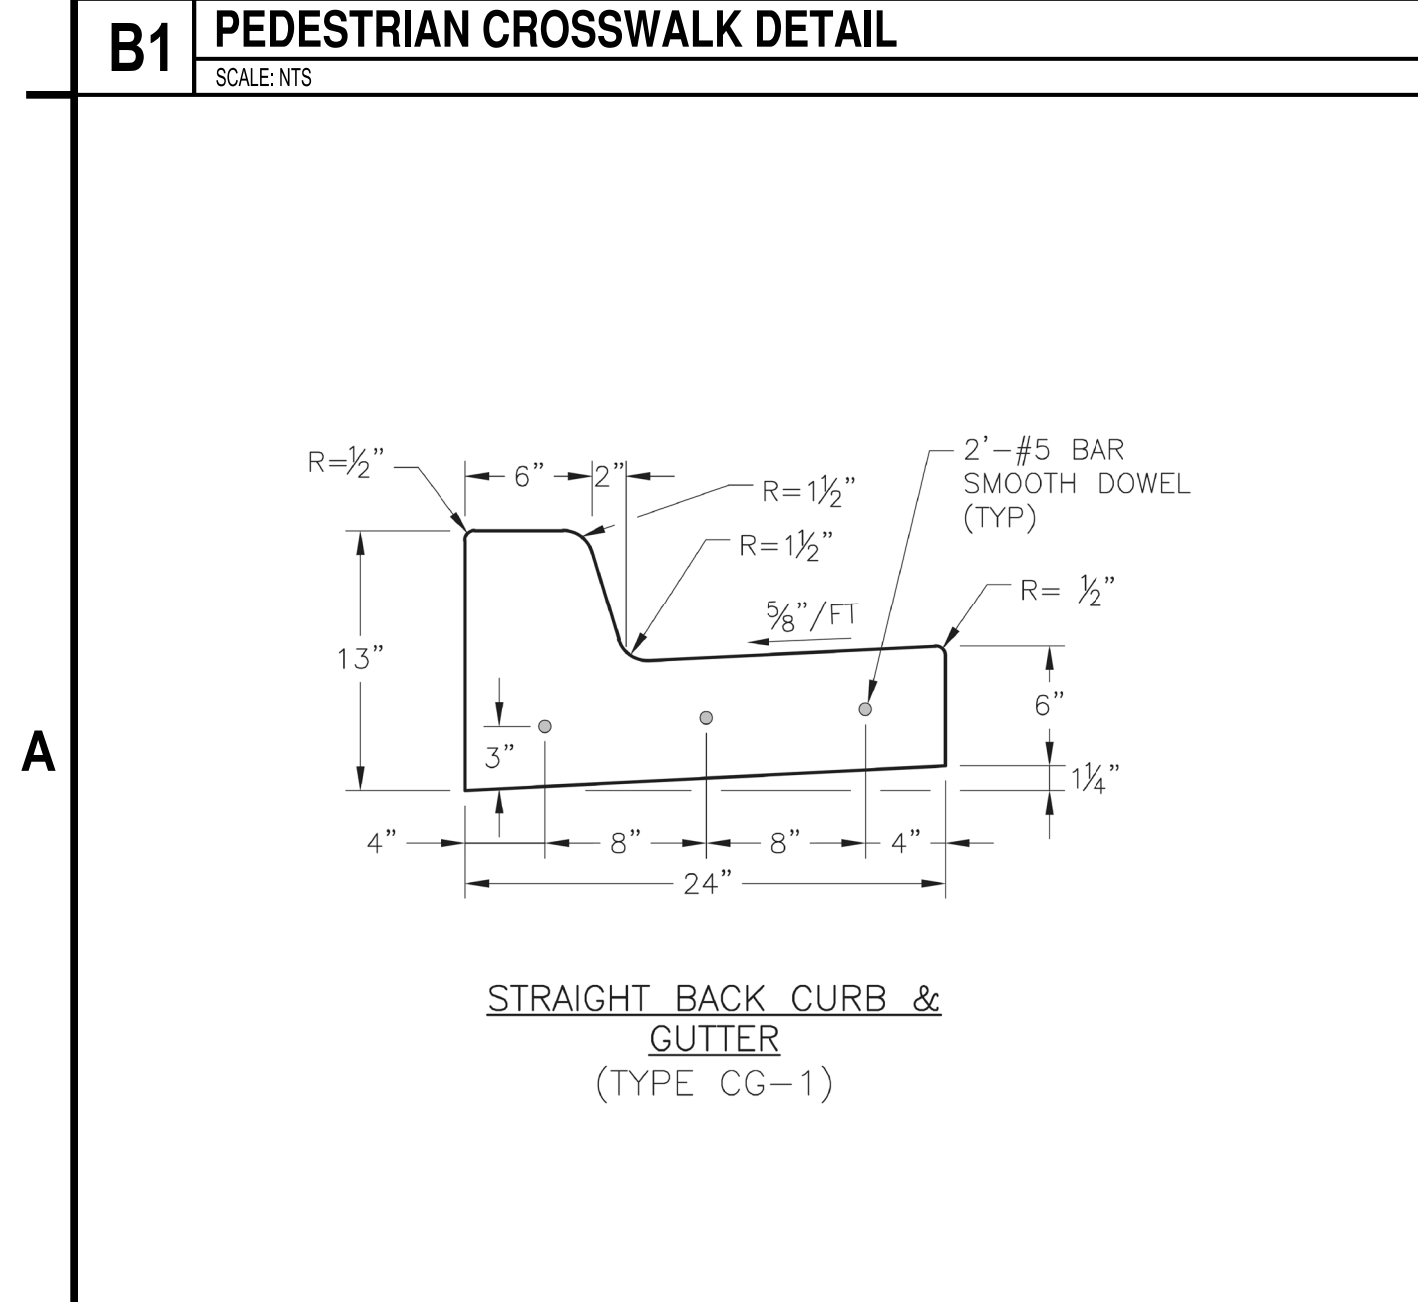 B1
PEDESTRIAN CROSSWALK DETAIL
SCALE: NTS
R=½”
6”
2”
R=1½”
R=1½”
2’–#5 BAR
SMOOTH DOWEL
(TYP)
⅝”/FT
R= ½”
13”
6”
3”
1¼”
4”
8”
8”
4”
24”
A
STRAIGHT BACK CURB &
GUTTER
(TYPE CG–1)